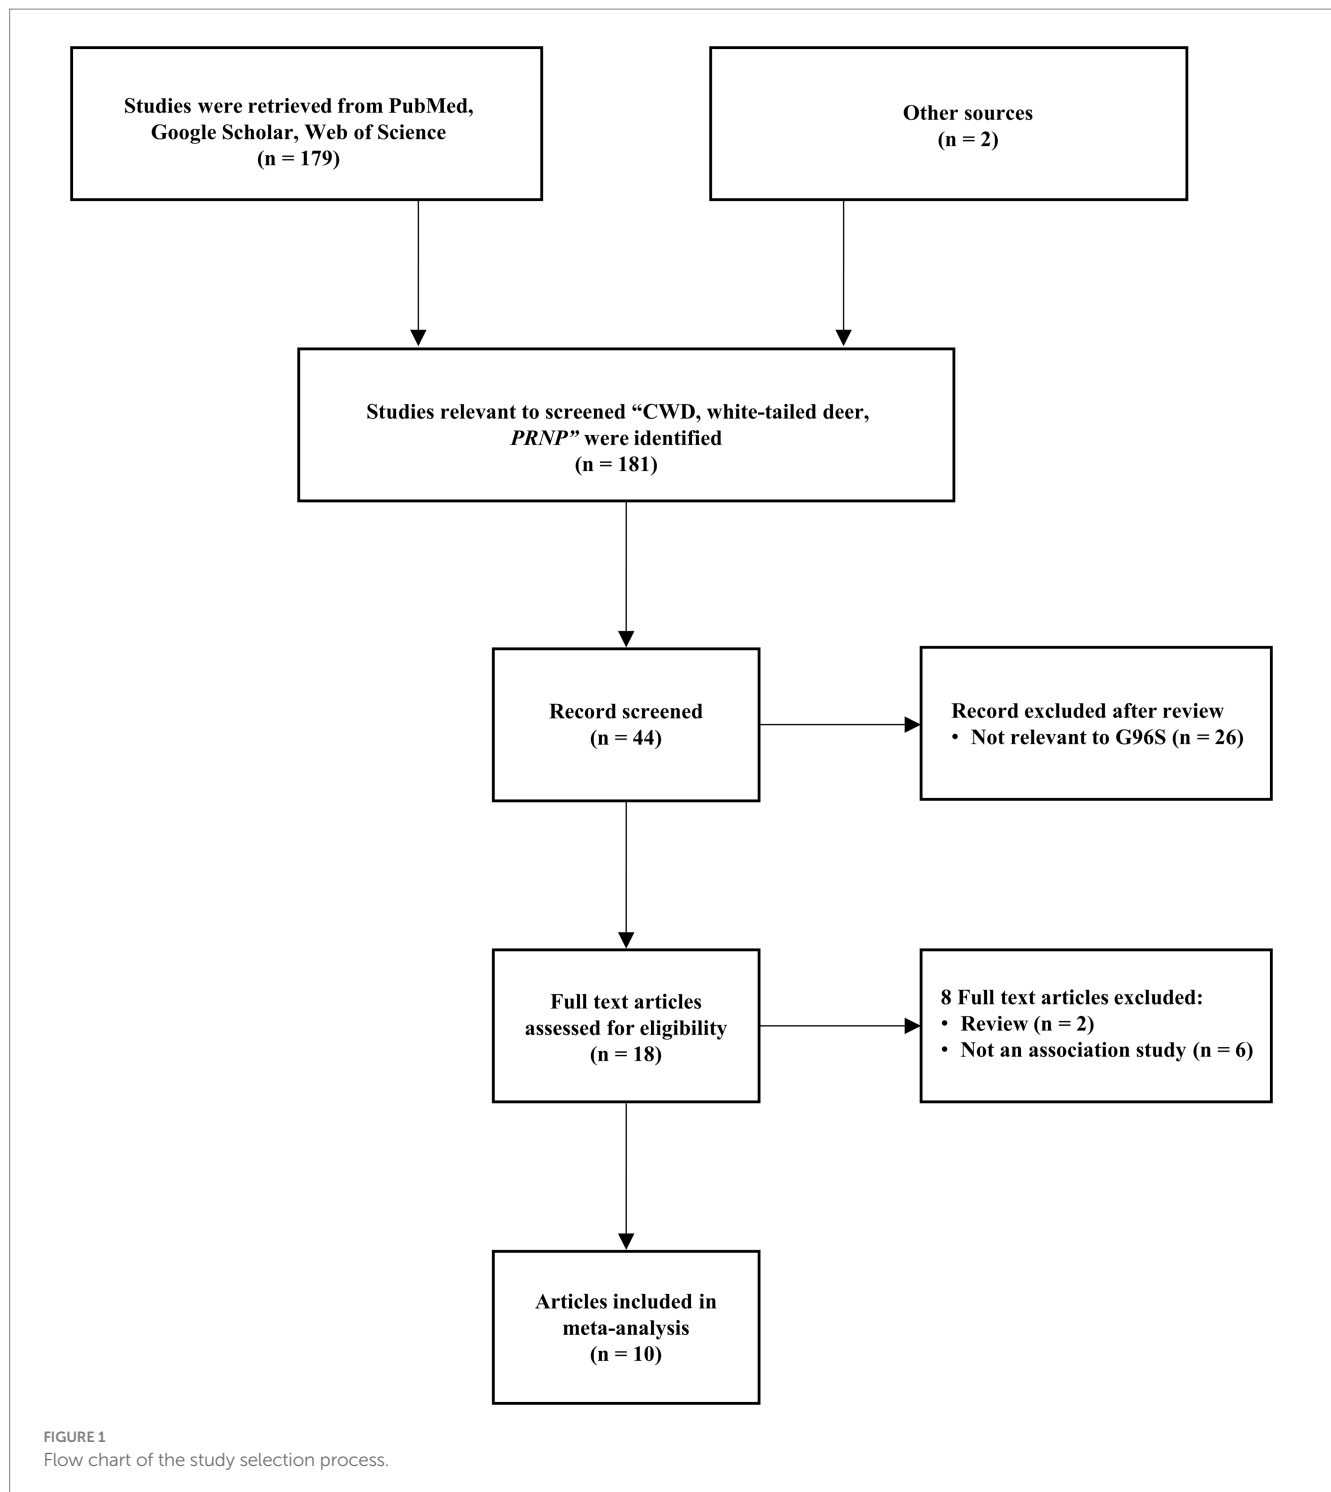 Studies were retrieved from PubMed,
Google Scholar, Web of Science
(n = 179)
Other sources
(n = 2)
Studies relevant to screened “CWD, white-tailed deer,
PRNP” were identified
(n = 181)
Record screened
(n = 44)
Record excluded after review
• Not relevant to G96S (n = 26)
Full text articles
assessed for eligibility
(n = 18)
8 Full text articles excluded:
• Review (n = 2)
• Not an association study (n = 6)
Articles included in
meta-analysis
(n = 10)
FIGURE 1
Flow chart of the study selection process.